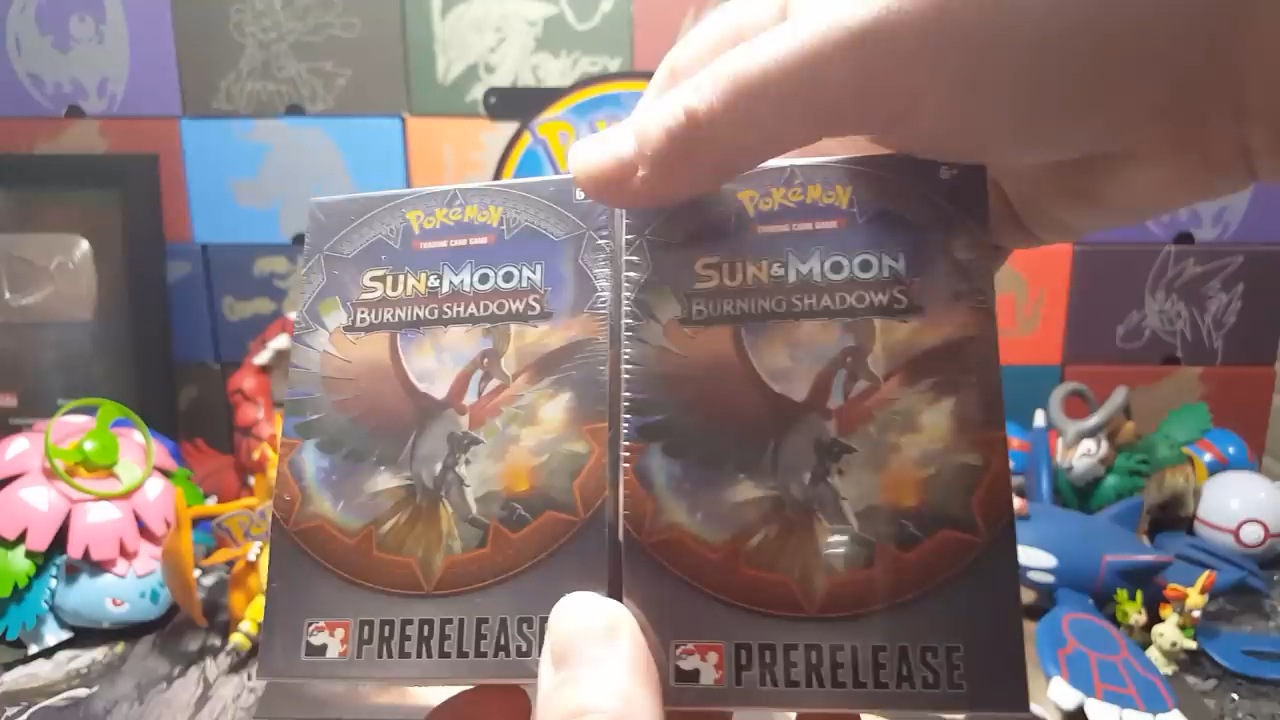 POKéMON
TRADING CARD GAME
SUN & MOON
BURNING SHADOWS
PRERELEASE
6+
POKéMON
TRADING CARD GAME
SUN & MOON
BURNING SHADOWS
PRERELEASE